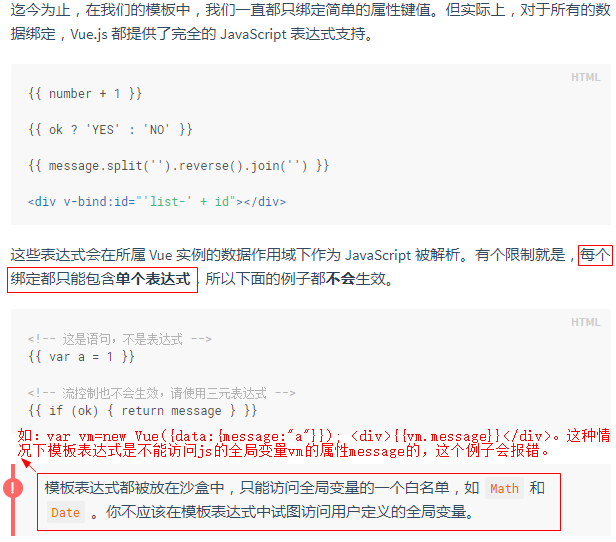 迄今为止，在我们的模板中，我们一直都只绑定简单的属性键值。但实际上，对于所有的数
据绑定，Vue.js 都提供了完全的 JavaScript 表达式支持。
HTML
{{ number + 1 }}
{{ ok ? 'YES' : 'NO' }}
{{ message.split('').reverse().join('') }}
<div v-bind:id="'list-' + id"></div>
这些表达式会在所属 Vue 实例的数据作用域下作为 JavaScript 被解析。有个限制就是，每个
绑定都只能包含单个表达式，所以下面的例子都不会生效。
HTML
<!-- 这是语句，不是表达式 -->
{{ var a = 1 }}
<!-- 流控制也不会生效，请使用三元表达式 -->
{{ if (ok) { return message } }}
如：var vm=new Vue({data:{message:"a"}}); <div>{{vm.message}}</div>。这种情
况下模板表达式是不能访问js的全局变量vm的属性message的，这个例子会报错。
!
模板表达式都被放在沙盒中，只能访问全局变量的一个白名单，如 Math 和
Date 。你不应该在模板表达式中试图访问用户定义的全局变量。